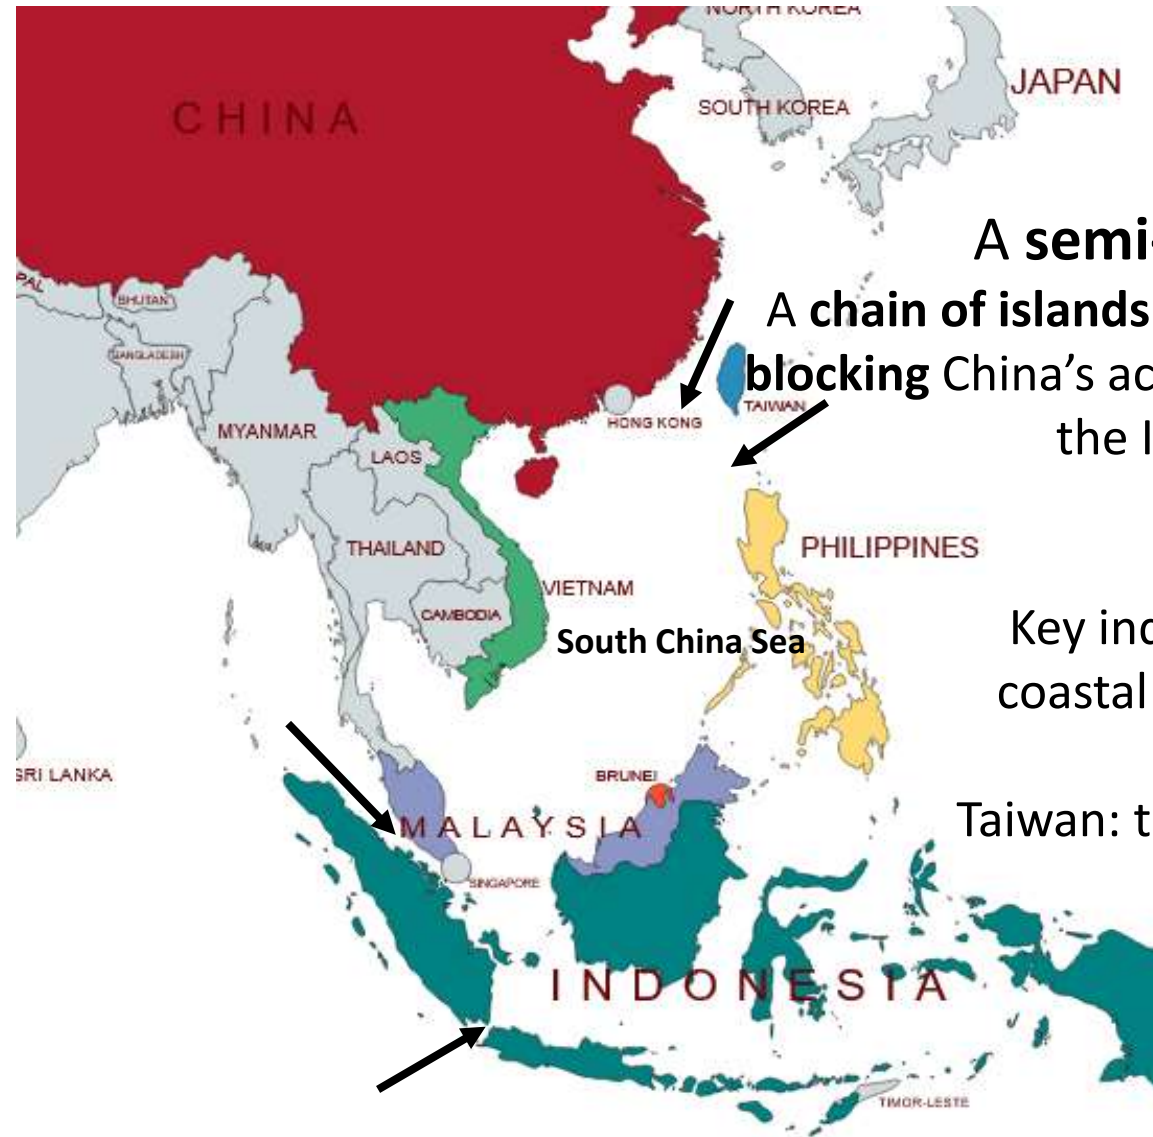 NORTH KOREA
JAPAN
CHINA
SOUTH KOREA
A semi-
PAL
BHUTAN
A chain of islands
BANGLADESH
blocking China's ac
TAIWAN
HONG KONG
MYANMAR
the I
LAOS
THAILAND
PHILIPPINES
VIETNAM
CAMBODIA
Key ind
South China Sea
coastal
SRI LANKA
BRUNEI
MALAYSIA
Taiwan: t
SINGAPORE
INDONESIA
TIMOR-LESTE